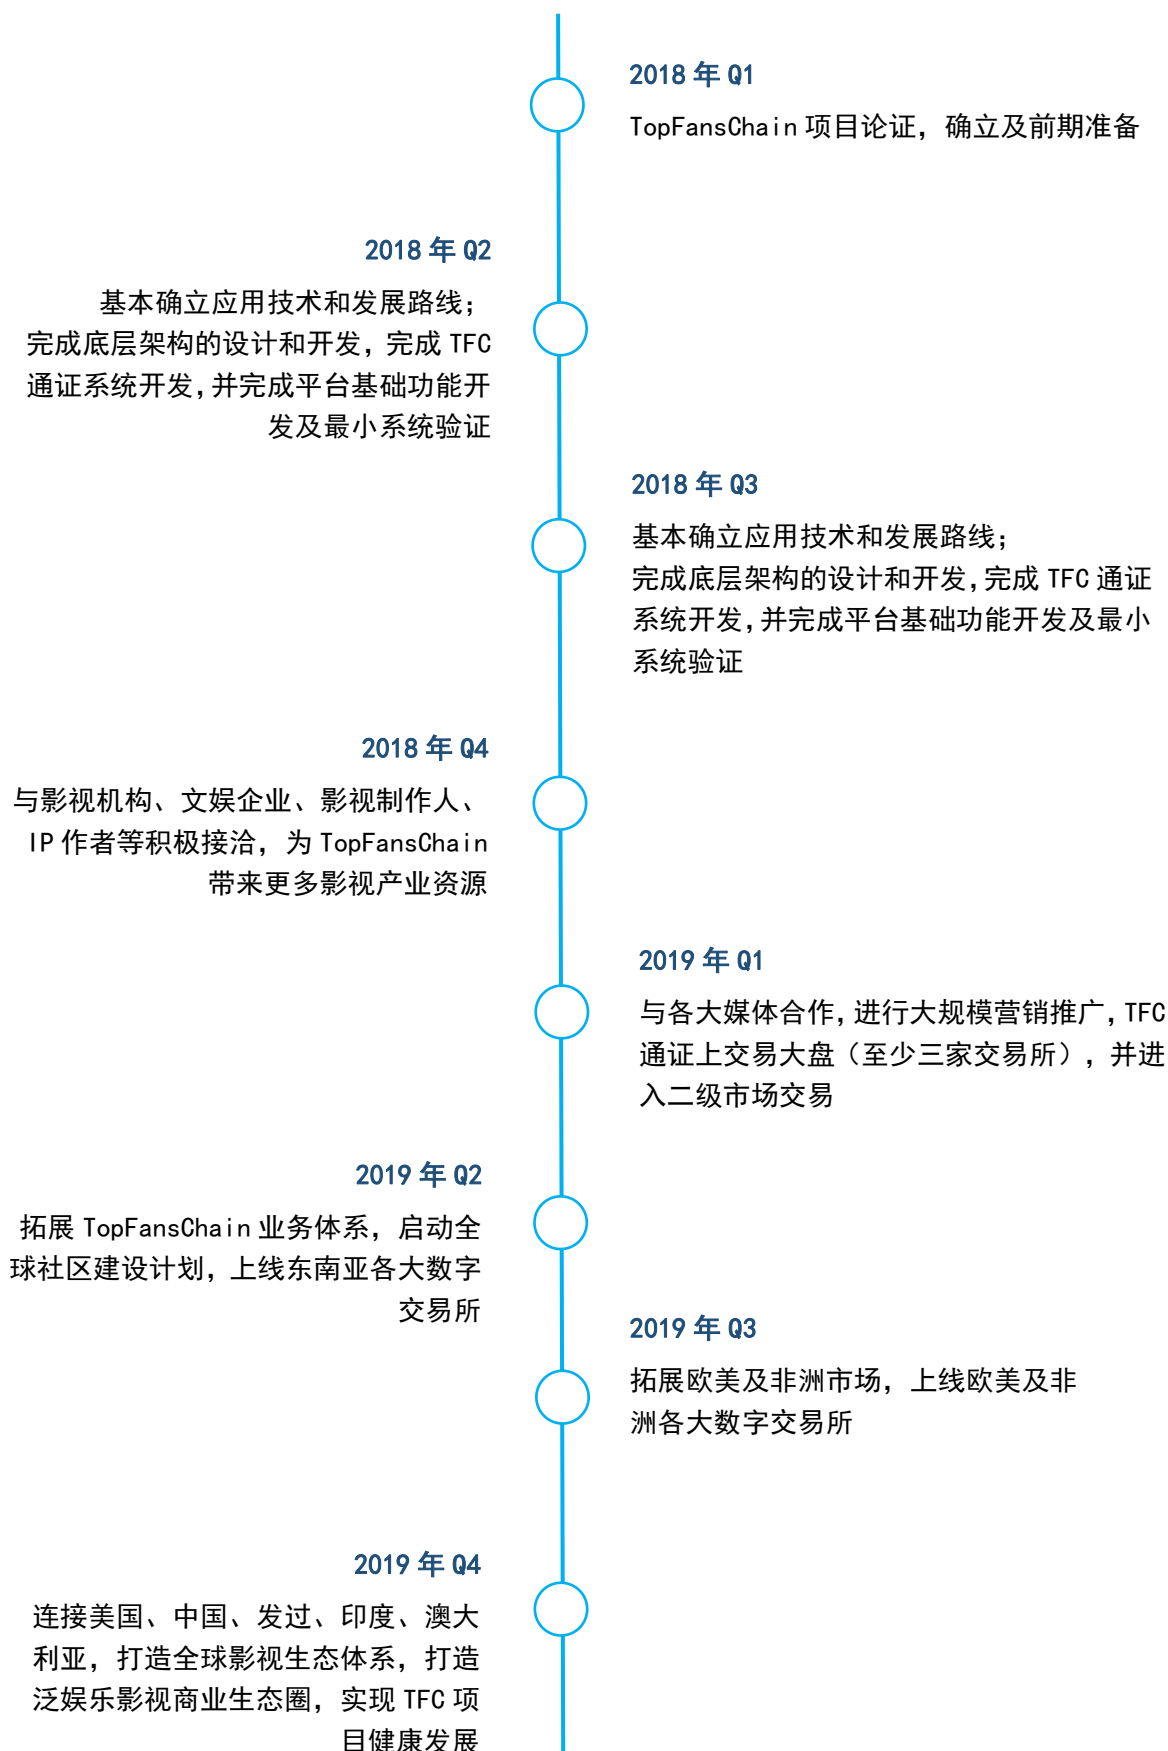 2018 年 Q1
TopFansChain 项目论证，确立及前期准备
2018 年 Q2
基本确立应用技术和发展路线；
完成底层架构的设计和开发，完成 TFC
通证系统开发，并完成平台基础功能开
发及最小系统验证
2018 年 Q3
基本确立应用技术和发展路线；
完成底层架构的设计和开发，完成 TFC 通证
系统开发，并完成平台基础功能开发及最小
系统验证
2018 年 Q4
与影视机构、文娱企业、影视制作人、
IP 作者等积极接洽，为 TopFansChain
带来更多影视产业资源
2019 年 Q1
与各大媒体合作，进行大规模营销推广，TFC
通证上交易大盘（至少三家交易所），并进
入二级市场交易
2019 年 Q2
拓展 TopFansChain 业务体系，启动全
球社区建设计划，上线东南亚各大数字
交易所
2019 年 Q3
拓展欧美及非洲市场，上线欧美及非
洲各大数字交易所
2019 年 Q4
连接美国、中国、发过、印度、澳大
利亚，打造全球影视生态体系，打造
泛娱乐影视商业生态圈，实现 TFC 项
目健康发展